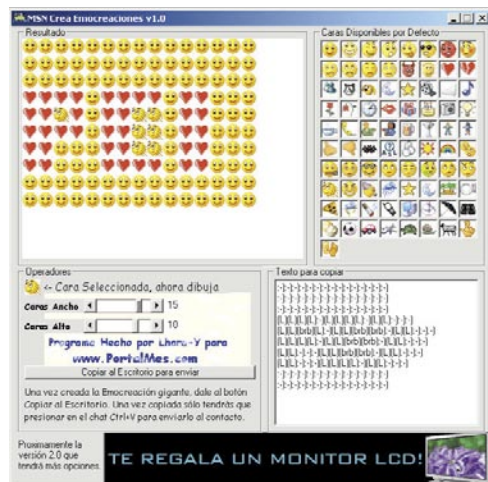 MSN Crea Emocreaciones v1.0
Resultado
Caras Disponibles por Defecto
Operadores
<- Cara Seleccionada, ahora dibuja
Caras Ancho 15
Caras Alto 10
Programa Hecho por
para
www.PortalMes.com
Copiar al Escritorio para enviar
Una vez creada la Emocreación gigante, dale al botón
Copiar al Escritorio. Una vez copiada sólo tendrás que
presionar en el chat Ctrl+V para enviarlo al contacto.
Texto para copiar
Proximamente la
versión 2.0 que
tendrá más opciones.
TE REGALA UN MONITOR LCD!